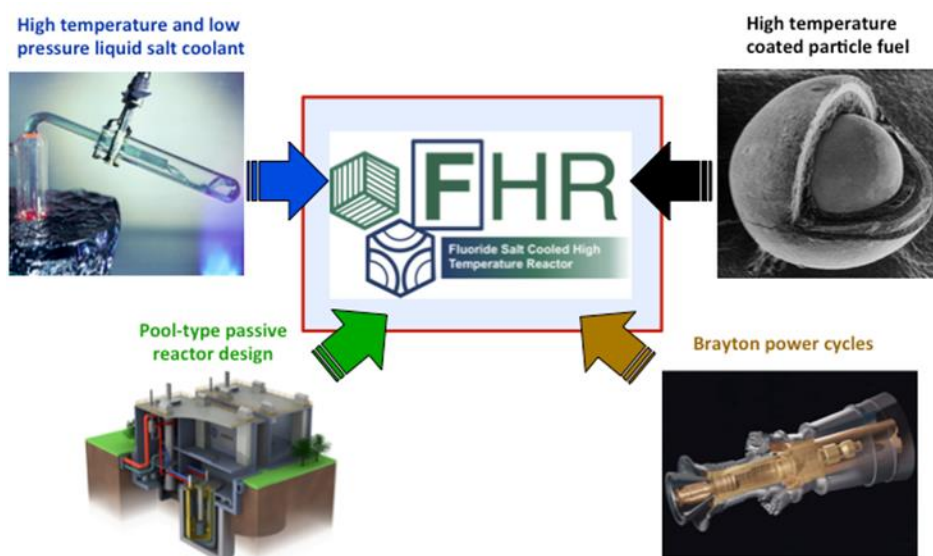 High temperature and low
pressure liquid salt coolant
High temperature
coated particle fuel
FHR
Fluoride Salt Cooled High
Temperature Reactor
Pool-type passive
reactor design
Brayton power cycles